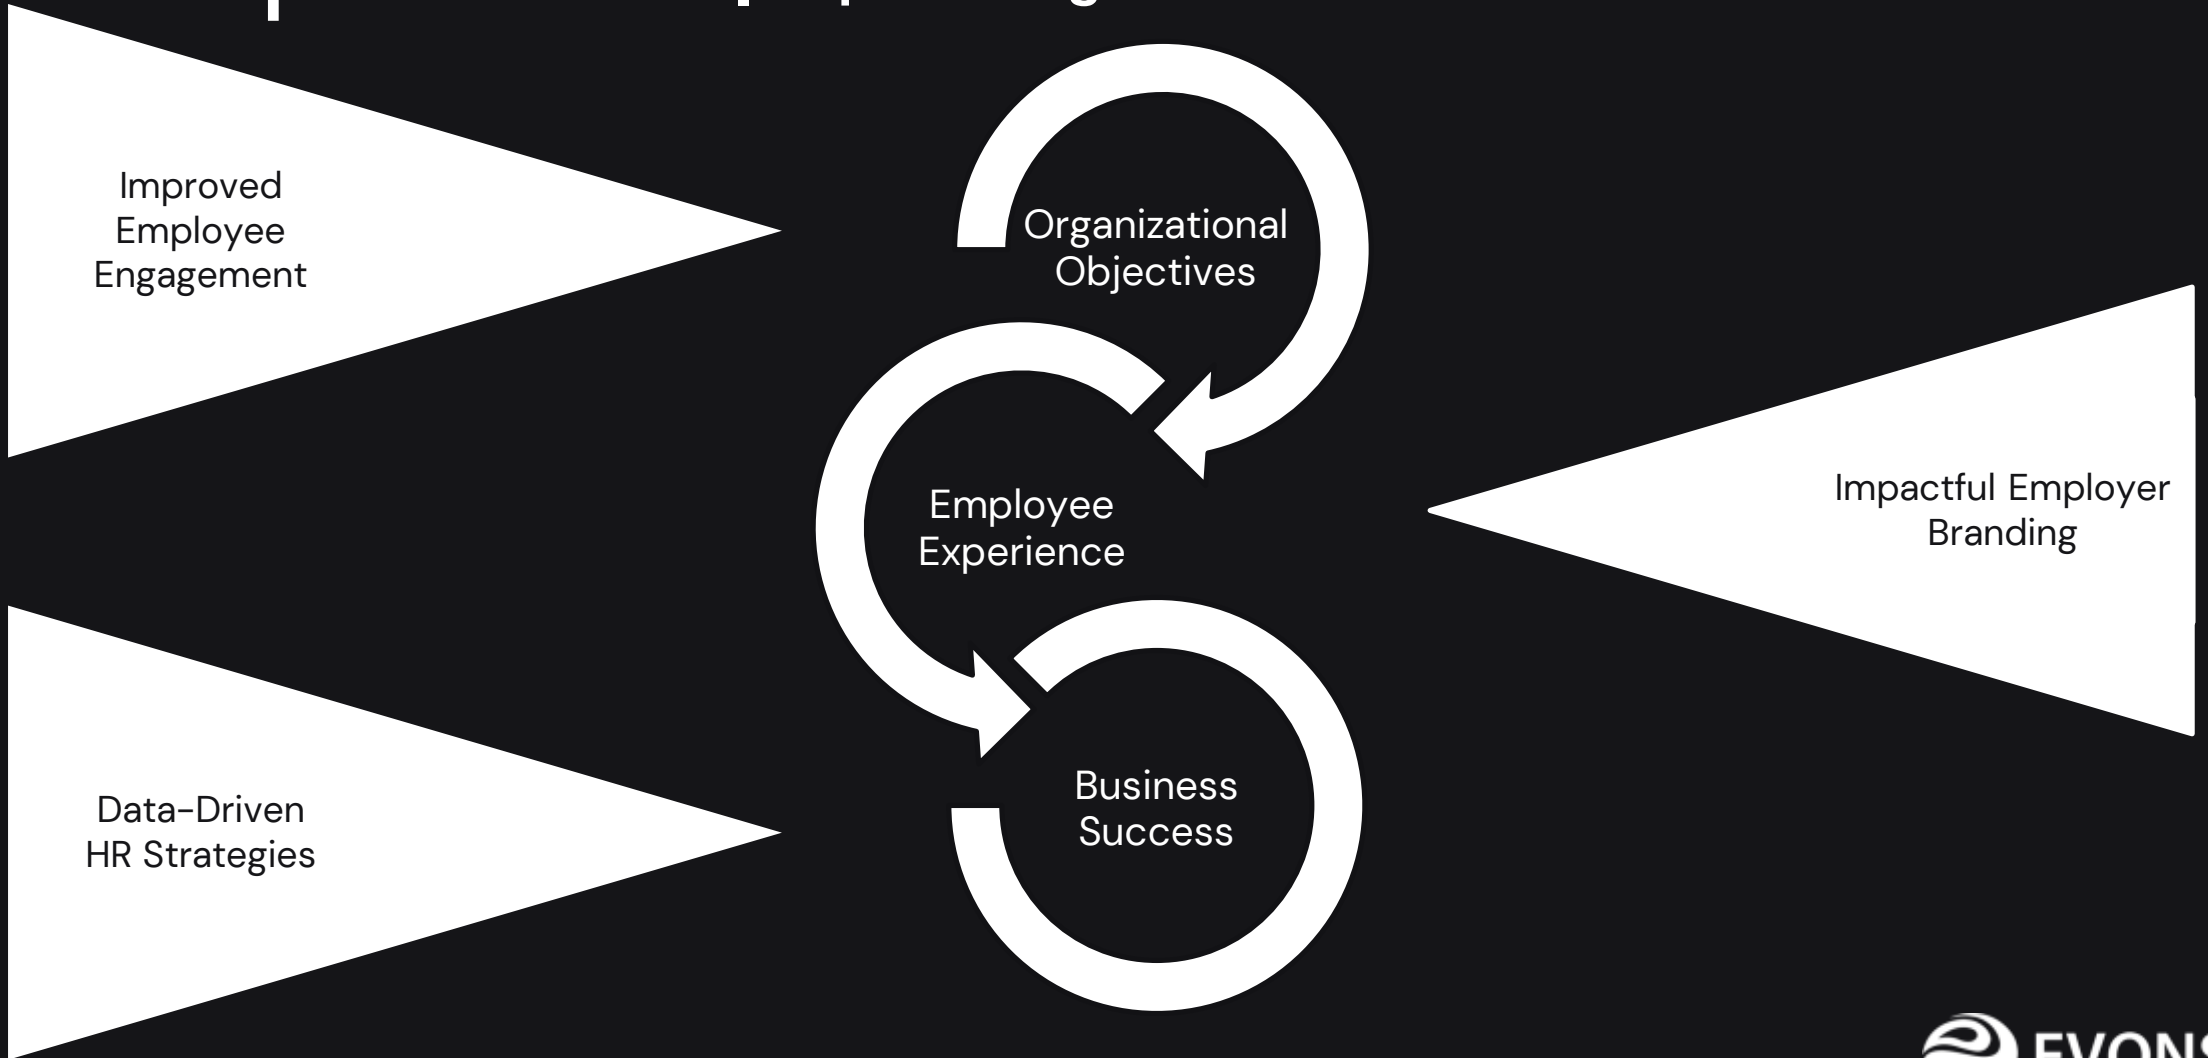 Improved
Employee
Engagement
Organizational
Objectives
Employee
Experience
Impactful Employer
Branding
Data-Driven
HR Strategies
Business
Success